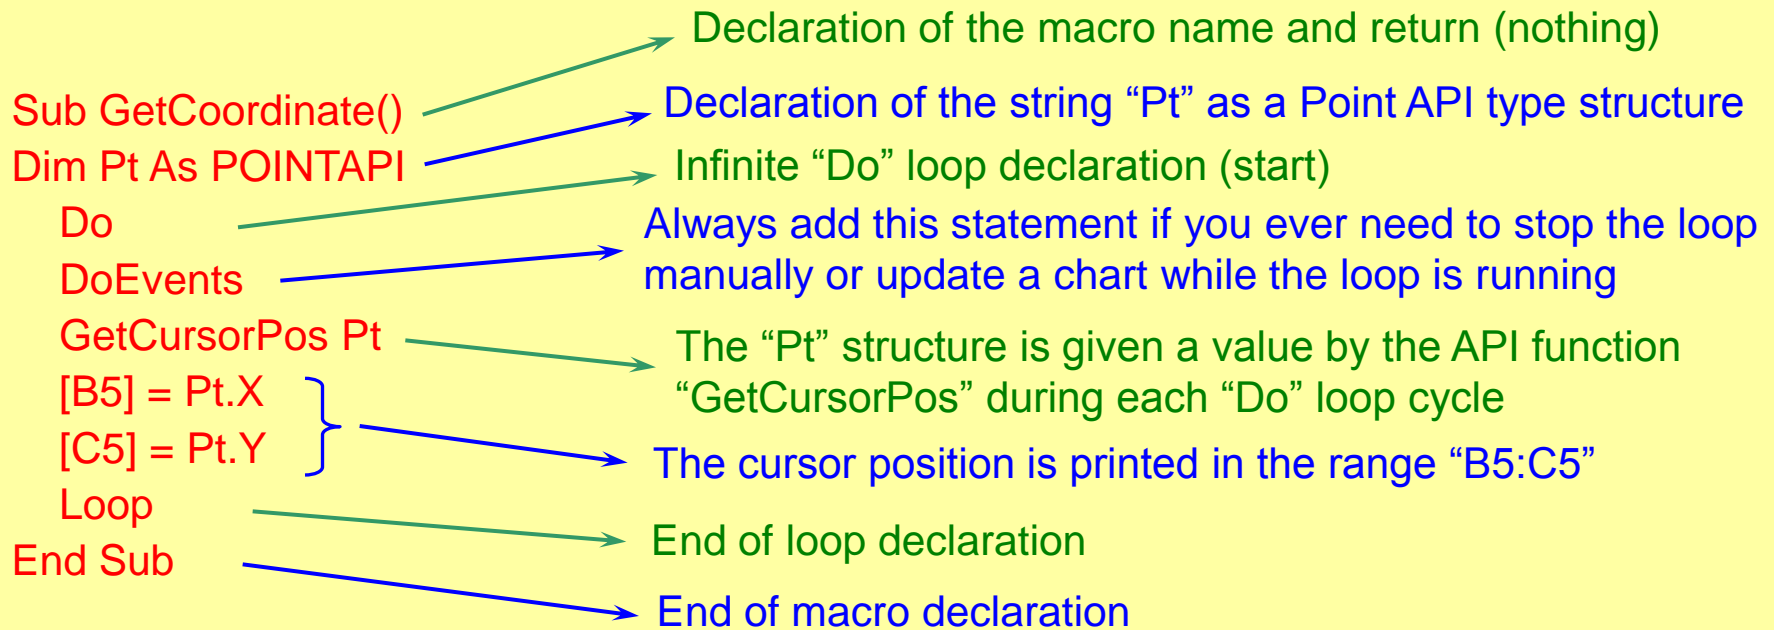 Declaration of the macro name and return (nothing)
Sub GetCoordinate()
Declaration of the string “Pt” as a Point API type structure
Dim Pt As POINTAPI
Infinite “Do” loop declaration (start)
Do
Always add this statement if you ever need to stop the loop
manually or update a chart while the loop is running
DoEvents
GetCursorPos Pt
The “Pt” structure is given a value by the API function
“GetCursorPos” during each “Do” loop cycle
[B5] = Pt.X
[C5] = Pt.Y
The cursor position is printed in the range “B5:C5”
Loop
End of loop declaration
End Sub
End of macro declaration